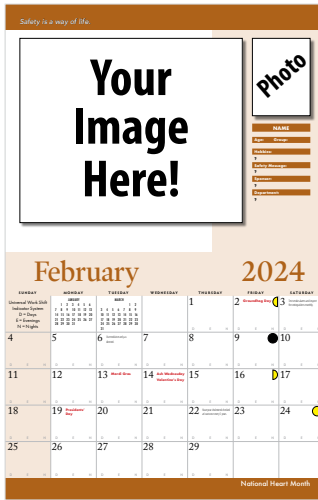 Safety is a way of life.
Your
Image
Here!
Photo
NAME
Age: Group:
Hobbies:
?
Safety Message:
?
Sponsor:
?
Department:
?
February 2024
SUNDAY MONDAY TUESDAY WEDNESDAY THURSDAY FRIDAY SATURDAY
Universal Work Shift
Indicator System
D = Days
E = Evenings
N = Nights
JANUARY
MARCH
1 2 Groundhog Day 3
4 5 6 7 8 9 10
11 12 13 Mardi Gras 14 Ash Wednesday
Valentine's Day
15 16 17
18 19 Presidents'
Day
20 21 22 23 24
25 26 27 28 29
National Heart Month